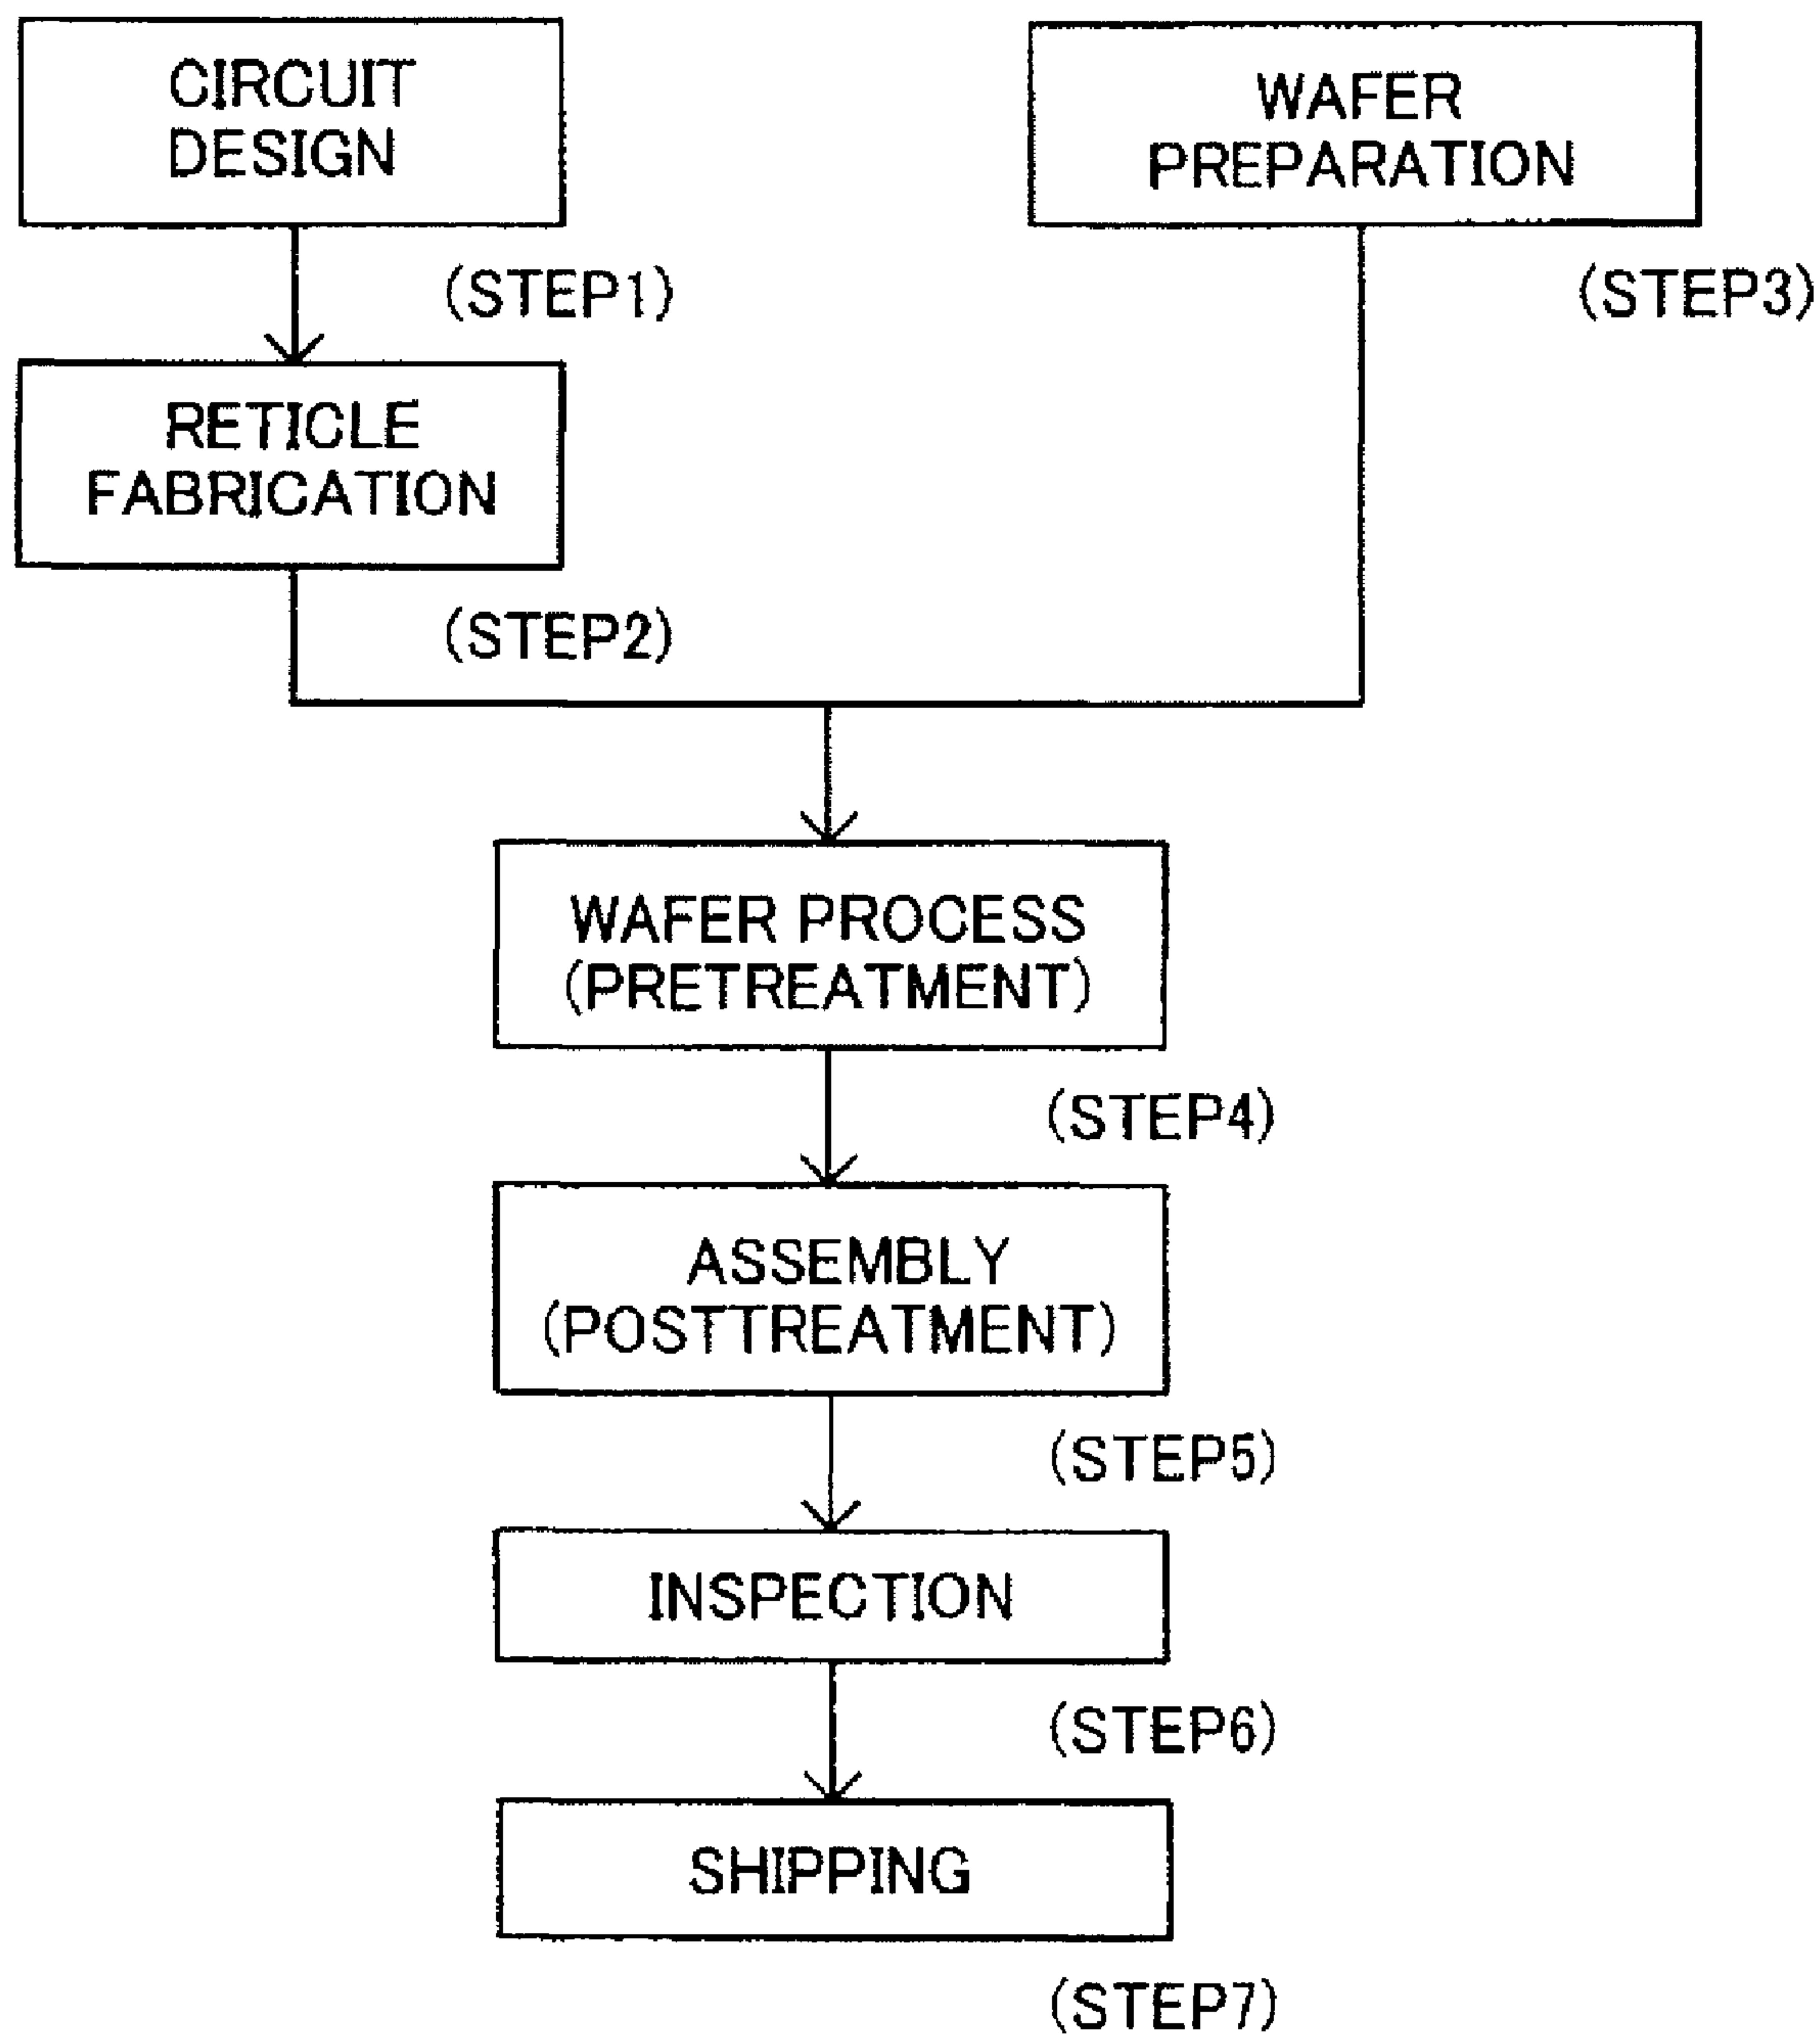 CIRCUIT
DESIGN
(STEP1)
RETICLE
FABRICATION
(STEP2)
WAFER
PREPARATION
(STEP3)
WAFER PROCESS
(PRETREATMENT)
(STEP4)
ASSEMBLY
(POSTTREATMENT)
(STEP5)
INSPECTION
(STEP6)
SHIPPING
(STEP7)